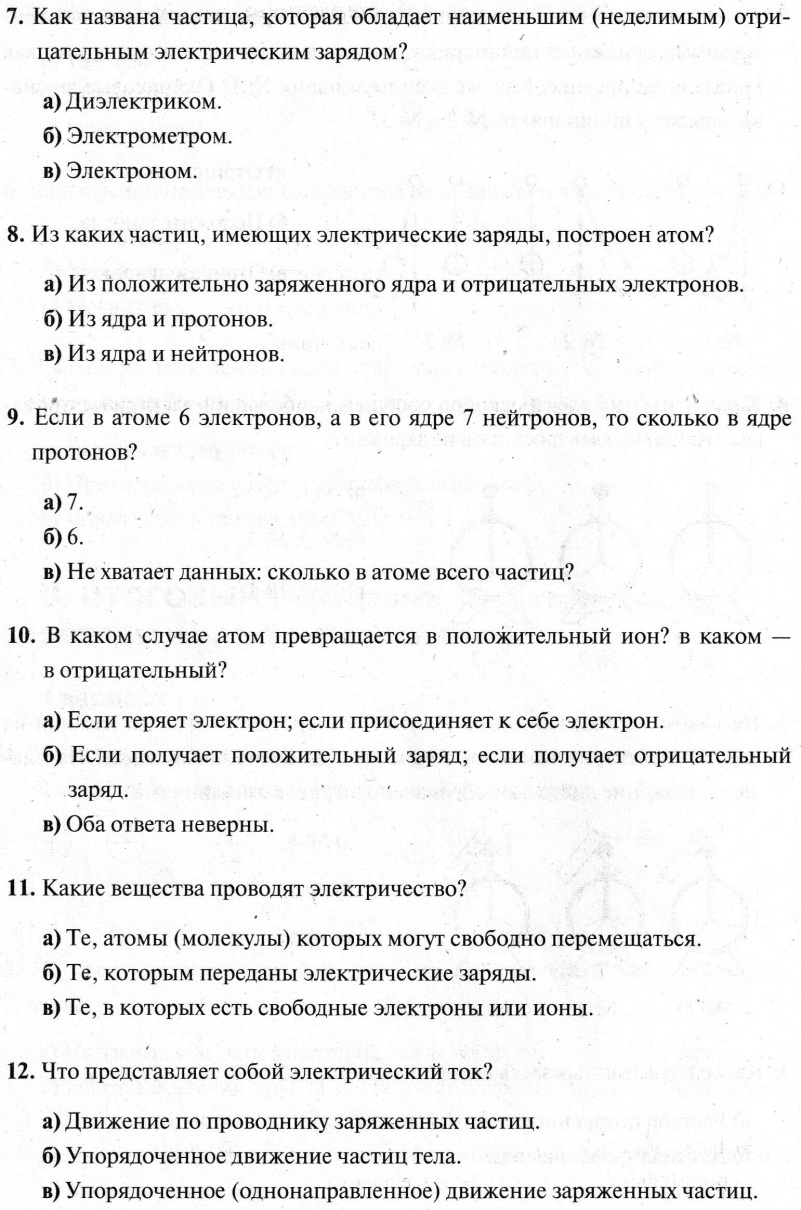 7. Как названа частица, которая обладает наименьшим (неделимым) отри-
цательным электрическим зарядом?
а) Диэлектриком.
б) Электрометром.
в) Электроном.
8. Из каких частиц, имеющих электрические заряды, построен атом?
а) Из положительно заряженного ядра и отрицательных электронов.
б) Из ядра и протонов.
в) Из ядра и нейтронов.
9. Если в атоме 6 электронов, а в его ядре 7 нейтронов, то сколько в ядре
протонов?
а) 7.
б) 6.
в) Не хватает данных: сколько в атоме всего частиц?
10. В каком случае атом превращается в положительный ион? в каком —
в отрицательный?
а) Если теряет электрон; если присоединяет к себе электрон.
б) Если получает положительный заряд; если получает отрицательный
заряд.
в) Оба ответа неверны.
11. Какие вещества проводят электричество?
а) Те, атомы (молекулы) которых могут свободно перемещаться.
б) Те, которым переданы электрические заряды.
в) Те, в которых есть свободные электроны или ионы.
12. Что представляет собой электрический ток?
а) Движение по проводнику заряженных частиц.
б) Упорядоченное движение частиц тела.
в) Упорядоченное (однонаправленное) движение заряженных частиц.